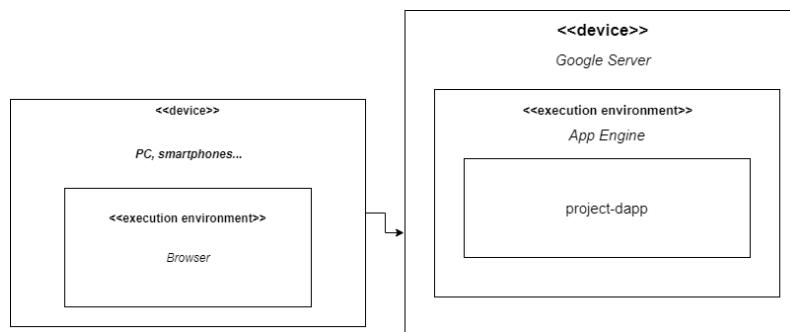 <<device>>
PC, smartphones...
<<execution environment>>
Browser
<<device>>
Google Server
<<execution environment>>
App Engine
project-dapp